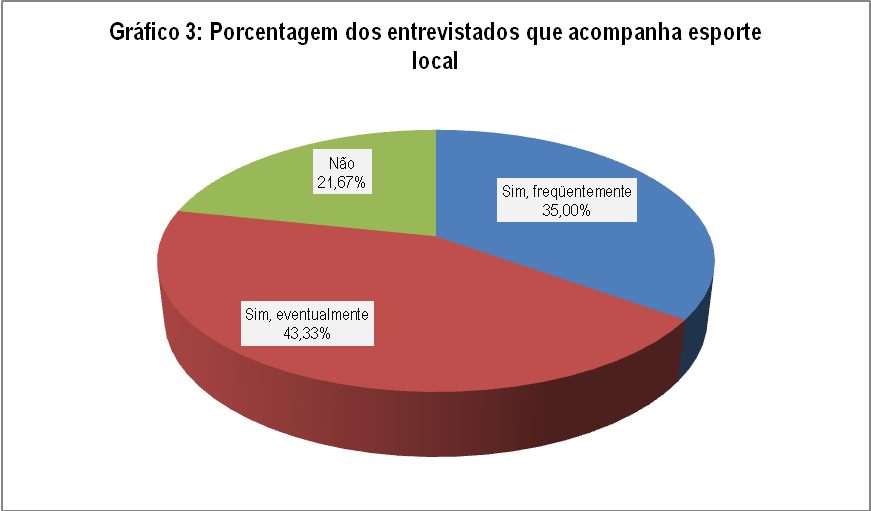 Gráfico 3: Porcentagem dos entrevistados que acompanha esporte
local
Não
21,67%
Sim, freqüentemente
35,00%
Sim, eventualmente
43,33%